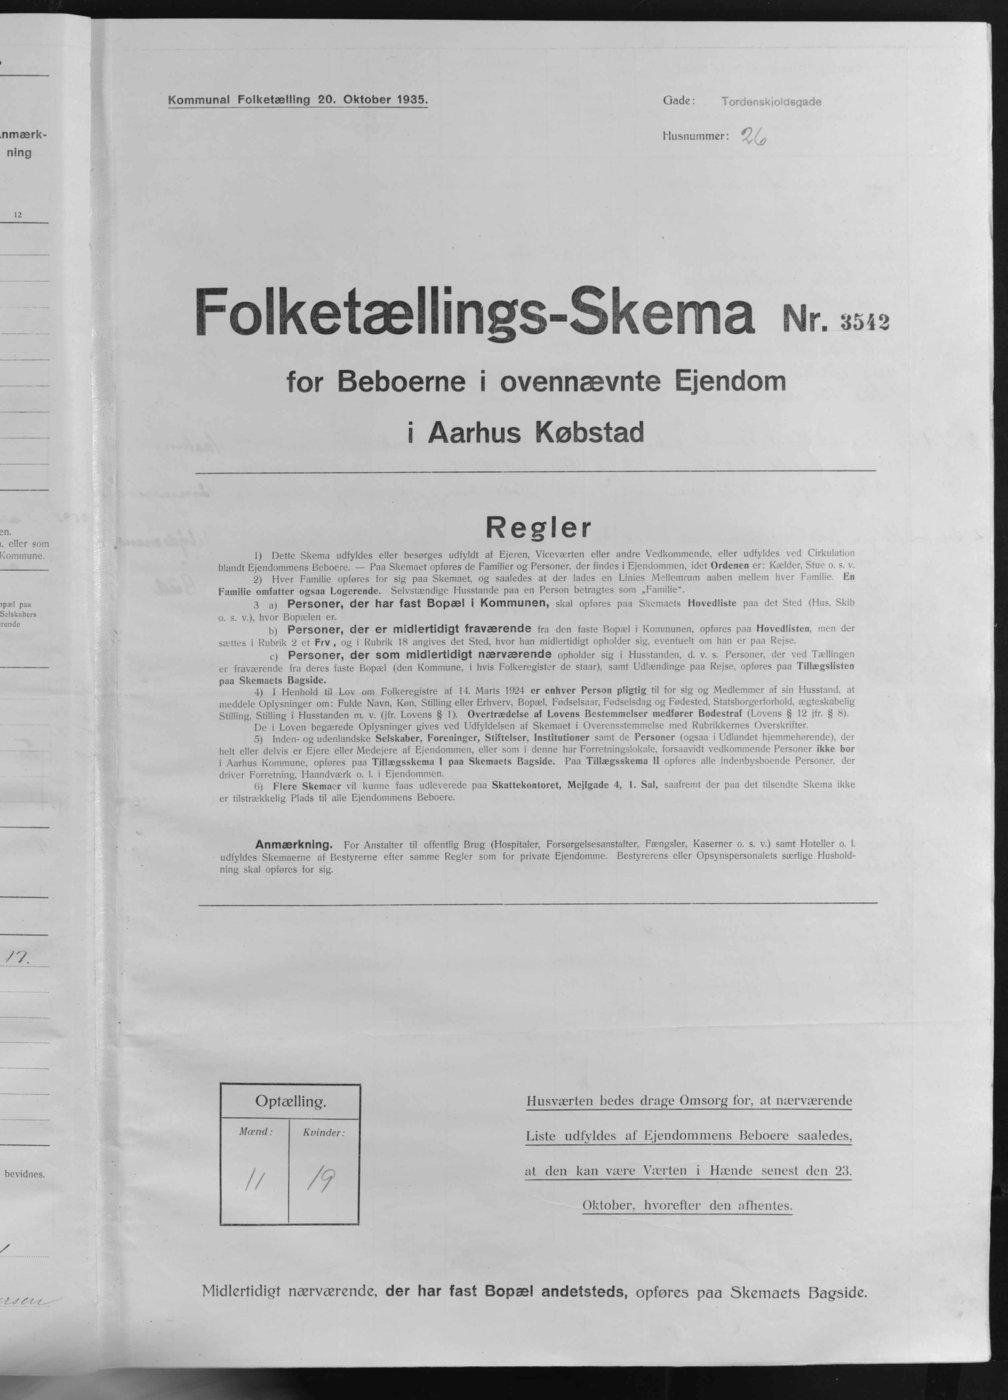 nmærk-
ning
12
en.
, eller som
Kommune.
opæl paa
Selskabers
rende
17.
bevidnes.
Kommunal Folketælling 20. Oktober 1935.
Gade: Tordenskjoldsgade
Husnummer: 26
Folketællings-Skema Nr. 3542
for Beboerne i ovennævnte Ejendom
i Aarhus Købstad
Regler
1) Dette Skema udfyldes eller besørges udfyldt af Ejeren, Viceværten eller andre Vedkommende, eller udfyldes ved Cirkulation
blandt Ejendommens Beboere. — Paa Skemaet opføres de Familier og Personer, der findes i Ejendommen, idet Ordenen er: Kælder, Stue o. s. v.
2) Hver Familie opføres for sig paa Skemaet, og saaledes at der lades en Linies Mellemrum aaben mellem hver Familie. En
Familie omfatter ogsaa Logerende. Selvstændige Husstande paa en Person betragtes som „Familie".
3 a) Personer, der har fast Bopæl i Kommunen, skal opføres paa Skemaets Hovedliste paa det Sted (Hus, Skib
o. s. v.), hvor Bopælen er.
b) Personer, der er midlertidigt fraværende fra den faste Bopæl i Kommunen, opføres paa Hovedlisten, men der
sættes i Rubrik 2 et Frv., og i Rubrik 18 angives det Sted, hvor han midlertidigt opholder sig, eventuelt om han er paa Rejse.
c) Personer, der som midlertidigt nærværende opholder sig i Husstanden, d. v. s. Personer, der ved Tællingen
er fraværende fra deres faste Bopæl (den Kommune, i hvis Folkeregister de staar), samt Udlændinge paa Rejse, opføres paa Tillægslisten
paa Skemaets Bagside.
4) I Henhold til Lov om Folkeregistre af 14. Marts 1924 er enhver Person pligtig til for sig og Medlemmer af sin Husstand, at
meddele Oplysninger om: Fulde Navn, Køn, Stilling eller Erhverv, Bopæl, Fødselsaar, Fødselsdag og Fødested, Statsborgerforhold, ægteskabelig
Stilling, Stilling i Husstanden m. v. (jfr. Lovens § 1). Overtrædelse af Lovens Bestemmelser medfører Bødestraf (Lovens § 12 jfr. § 8).
De i Loven begærede Oplysninger gives ved Udfyldelsen af Skemaet i Overensstemmelse med Rubrikkernes Overskrifter.
5) Inden- og udenlandske Selskaber, Foreninger, Stiftelser, Institutioner samt de Personer (ogsaa i Udlandet hjemmehørende), der
helt eller delvis er Ejere eller Medejere af Ejendommen, eller som i denne har Forretningslokale, forsaavidt vedkommende Personer ikke bor
i Aarhus Kommune, opføres paa Tillægsskema I paa Skemaets Bagside. Paa Tillægsskema II opføres alle indenbysboende Personer, der
driver Forretning, Haandværk o. l. i Ejendommen.
6) Flere Skemaer vil kunne faas udleverede paa Skattekontoret, Mejlgade 4, 1. Sal, saafremt der paa det tilsendte Skema ikke
er tilstrækkelig Plads til alle Ejendommens Beboere.
Anmærkning. For Anstalter til offentlig Brug (Hospitaler, Forsørgelsesanstalter, Fængsler, Kaserner o. s. v.) samt Hoteller o. l.
udfyldes Skemaerne af Bestyrerne efter samme Regler som for private Ejendomme. Bestyrerens eller Opsynspersonalets særlige Hushold-
ning skal opføres for sig.
Optælling.
Mænd: Kvinder:
11 19
Husværten bedes drage Omsorg for, at nærværende
Liste udfyldes af Ejendommens Beboere saaledes,
at den kan være Værten i Hænde senest den 23.
Oktober, hvorefter den afhentes.
Midlertidigt nærværende, der har fast Bopæl andetsteds, opføres paa Skemaets Bagside.